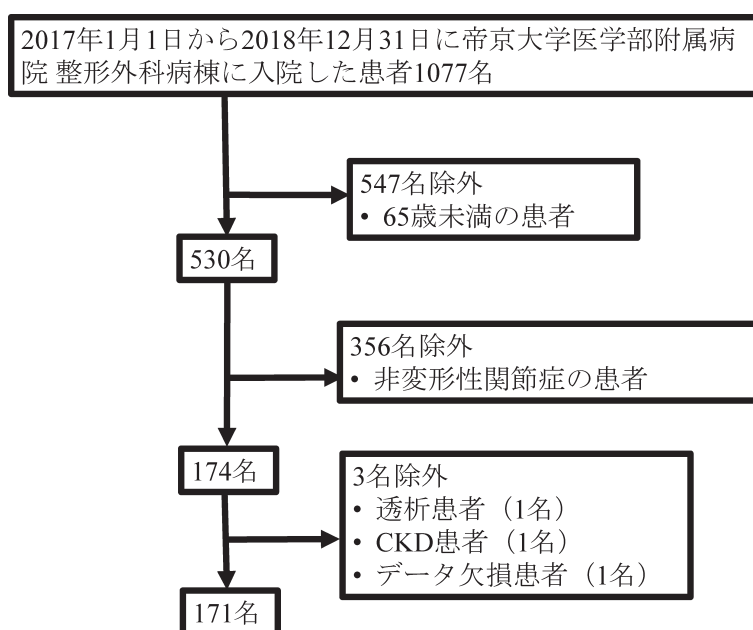 2017年1月1日から2018年12月31日に帝京大学医学部附属病
院 整形外科病棟に入院した患者1077名
547名除外
• 65歳未満の患者
530名
356名除外
• 非変形性関節症の患者
174名
3名除外
• 透析患者（1名）
• CKD患者（1名）
• データ欠損患者（1名）
171名